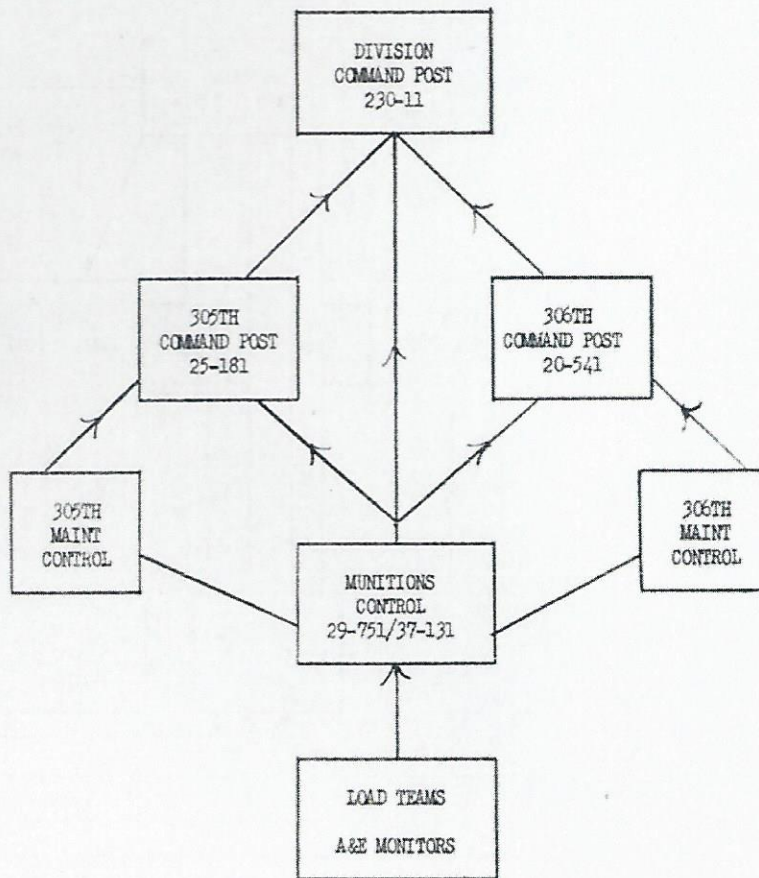 DIVISION
COMMAND POST
230-11
305TH
COMMAND POST
25-181
306TH
COMMAND POST
20-541
305TH
MAINT
CONTROL
306TH
MAINT
CONTROL
MUNITIONS
CONTROL
29-751/37-131
LOAD TEAMS
A&E MONITORS